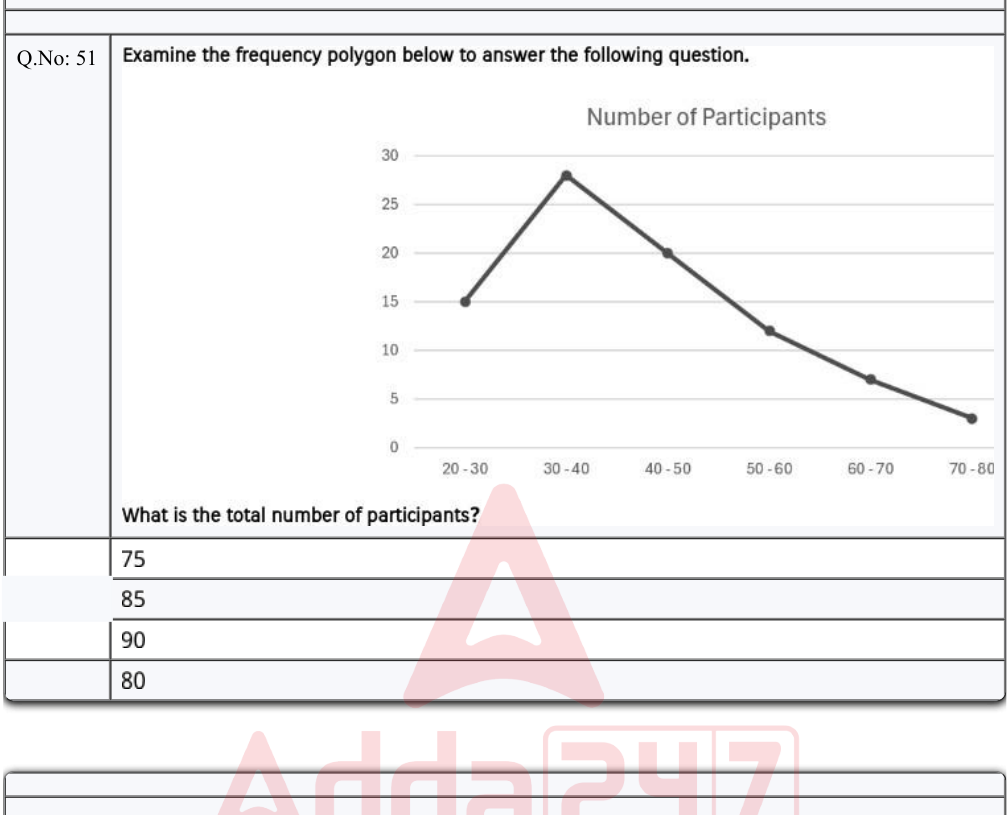 Q.No: 51
Examine the frequency polygon below to answer the following question.
Number of Participants
30
25
20
15
10
5
0
20 - 30 30 - 40 40 - 50 50 - 60 60 - 70 70 - 80
What is the total number of participants?
75
85
90
80
Adda247